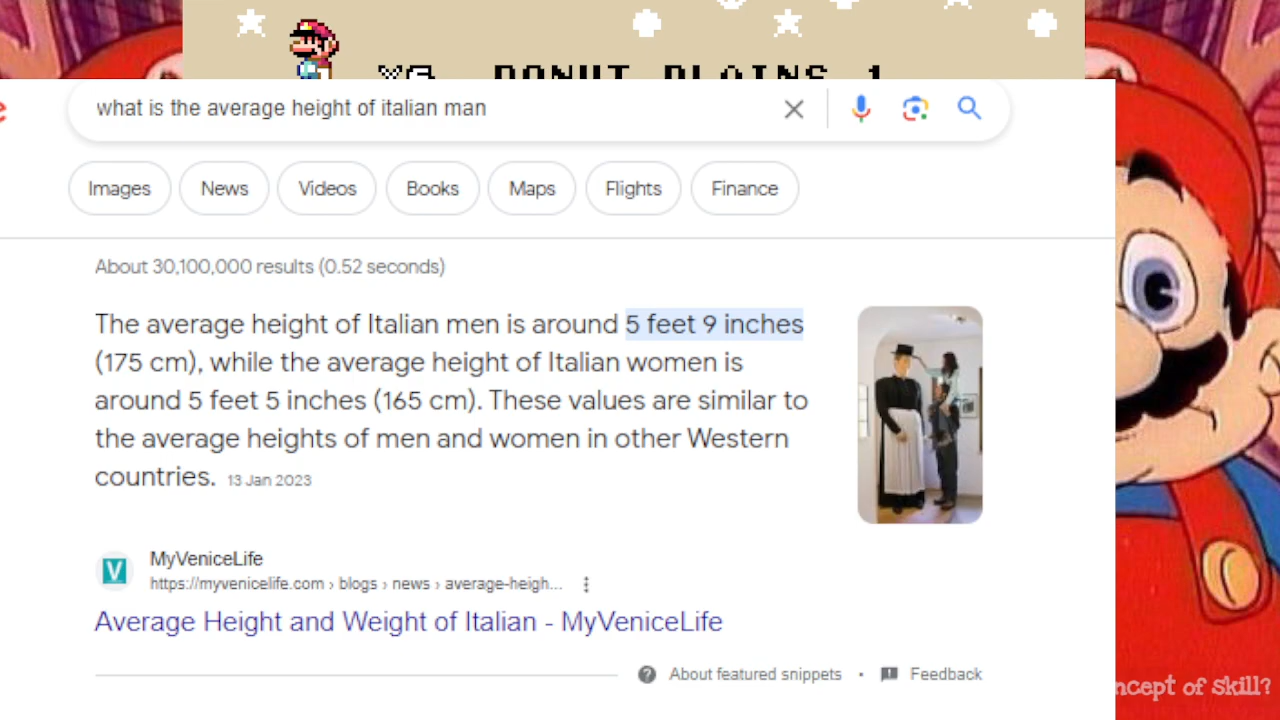 DONUT PLAINS 1
what is the average height of italian man
Images News Videos Books Maps Flights Finance
About 30,100,000 results (0.52 seconds)
The average height of Italian men is around 5 feet 9 inches
(175 cm), while the average height of Italian women is
around 5 feet 5 inches (165 cm). These values are similar to
the average heights of men and women in other Western
countries. 13 Jan 2023
V
MyVeniceLife
https://myvenicelife.com › blogs › news › average-heigh...
Average Height and Weight of Italian - MyVeniceLife
About featured snippets • Feedback
ncept of skill?